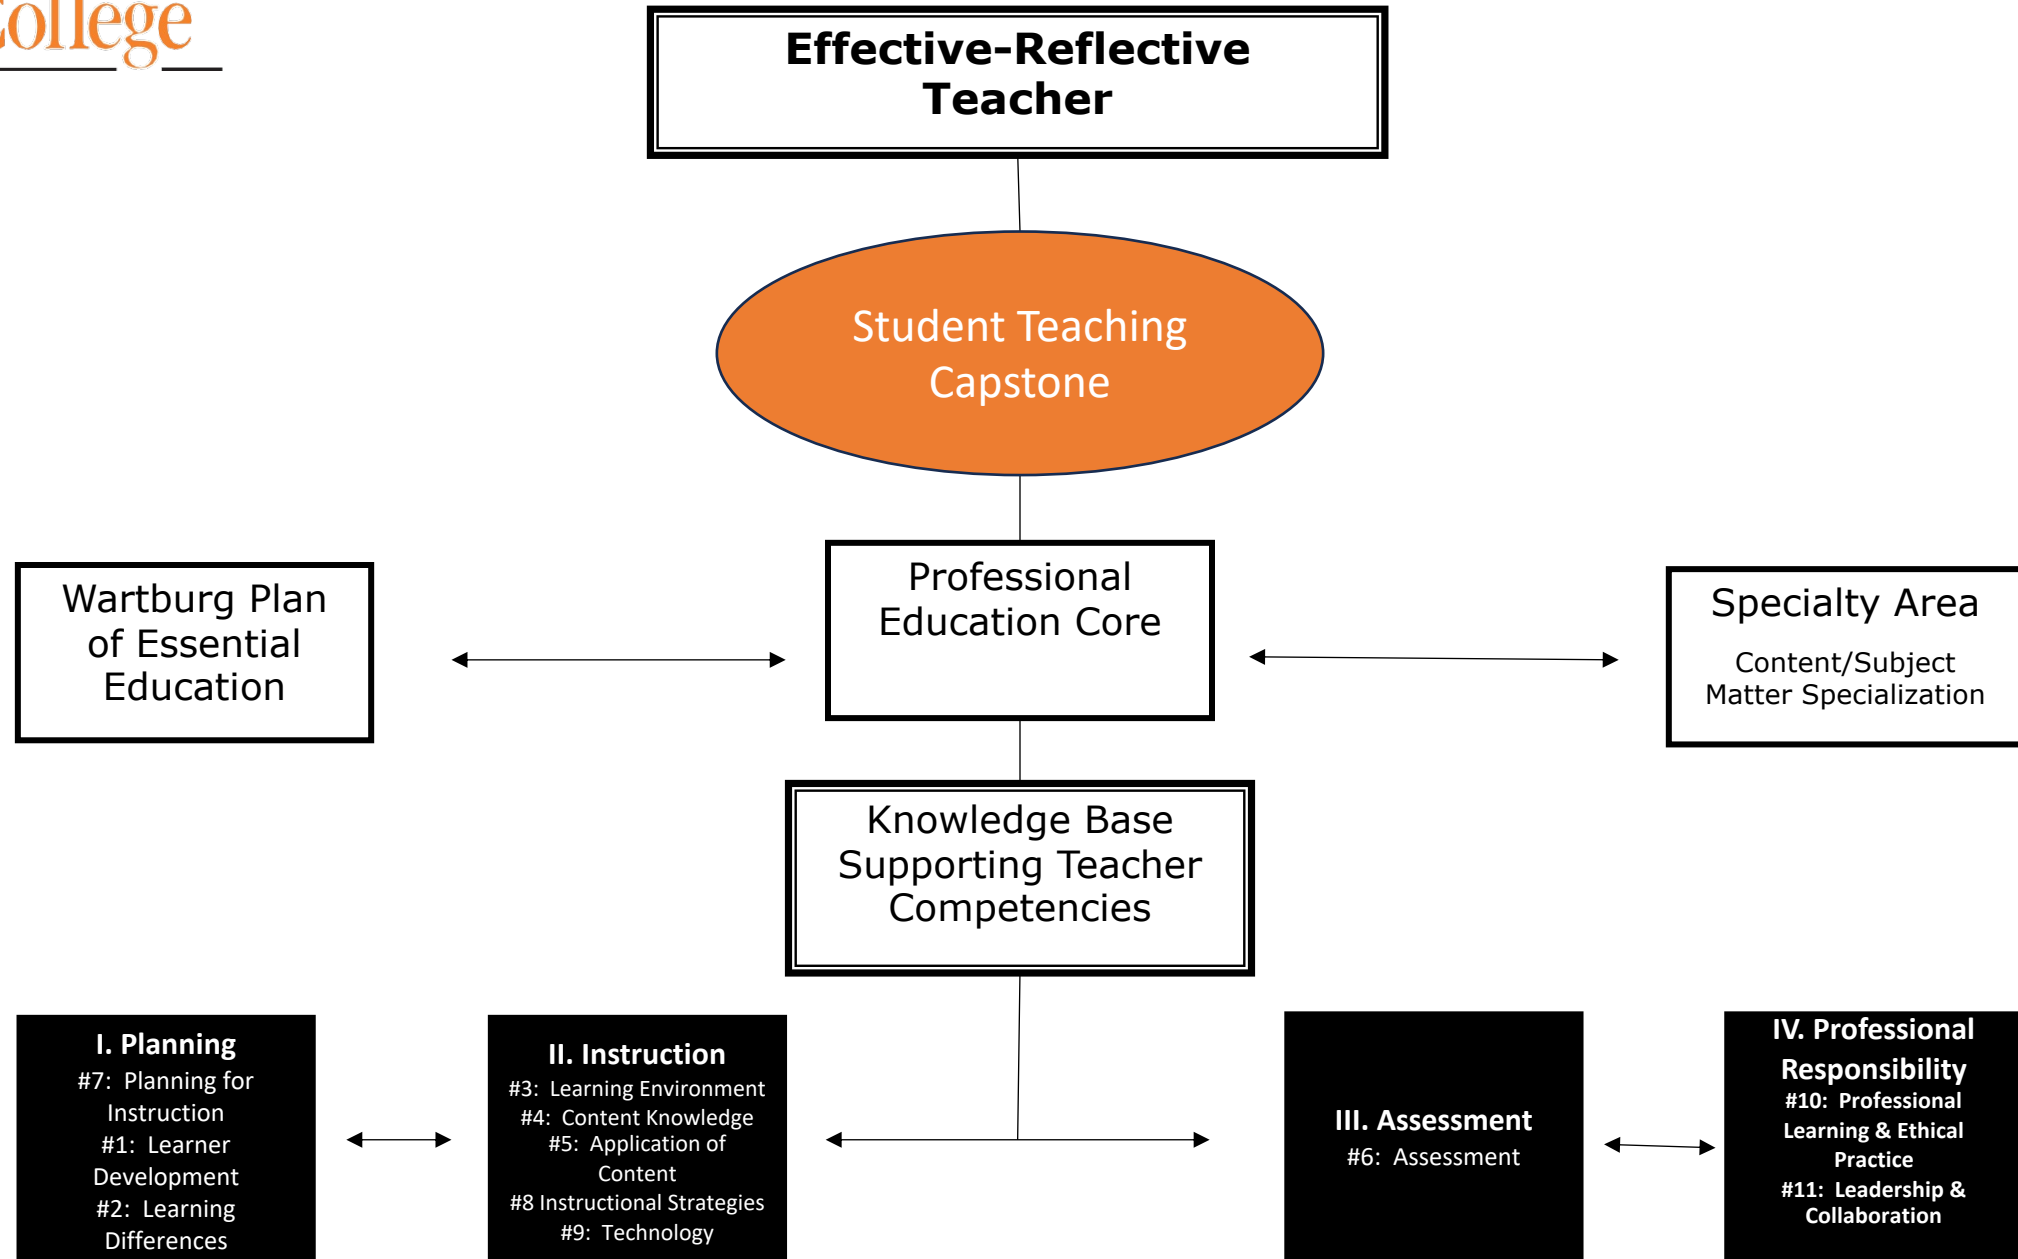 College
Effective-Reflective
Teacher
Student Teaching
Capstone
Wartburg Plan
of Essential
Education
Professional
Education Core
Specialty Area
Content/Subject
Matter Specialization
Knowledge Base
Supporting Teacher
Competencies
I. Planning
#7:  Planning for
Instruction
#1:  Learner
Development
#2:  Learning
Differences
II. Instruction
#3:  Learning Environment
#4:  Content Knowledge
#5:  Application of
Content
#8 Instructional Strategies
#9:  Technology
III. Assessment
#6:  Assessment
IV. Professional
Responsibility
#10:  Professional
Learning & Ethical
Practice
#11:  Leadership &
Collaboration